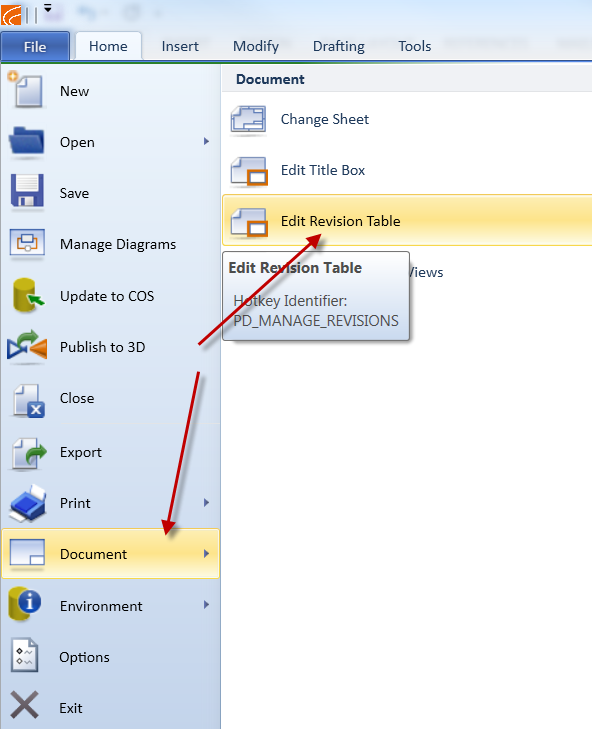 File Home Insert Modify Drafting Tools
New
Open
Save
Manage Diagrams
Update to COS
Publish to 3D
Close
Export
Print
Document
Environment
Options
Exit
Document
Change Sheet
Edit Title Box
Edit Revision Table
Views
Edit Revision Table
Hotkey Identifier:
PD_MANAGE_REVISIONS